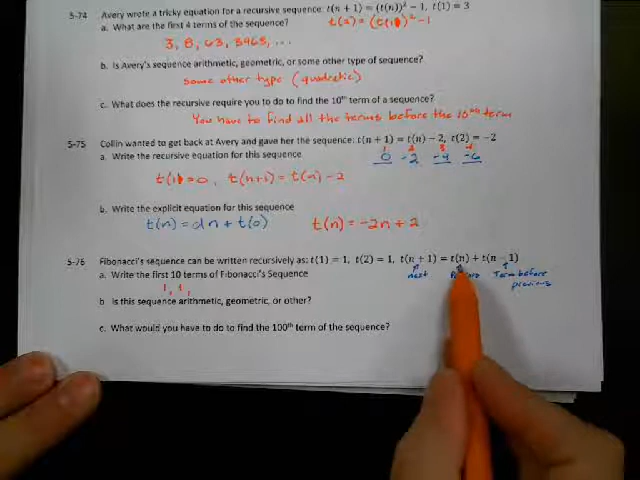 5-74 Avery wrote a tricky equation for a recursive sequence: t(n + 1) = (t(n))² − 1, t(1) = 3
a. What are the first 4 terms of the sequence? t(2) = (t(1))² - 1
3, 8, 63, 3968, ...
b. Is Avery's sequence arithmetic, geometric, or some other type of sequence?
some other type (quadratic)
c. What does the recursive require you to do to find the 10th term of a sequence?
You have to find all the terms before the 10th term
5-75 Collin wanted to get back at Avery and gave her the sequence: t(n + 1) = t(n) − 2, t(2) = −2
1 2 3 4
a. Write the recursive equation for this sequence 0 -2 -4 -6
t(1) = 0, t(n+1) = t(n) - 2
b. Write the explicit equation for this sequence
t(n) = dn + t(0) t(n) = -2n + 2
5-76 Fibonacci's sequence can be written recursively as: t(1) = 1, t(2) = 1, t(n + 1) = t(n) + t(n − 1)
a. Write the first 10 terms of Fibonacci's Sequence next Term before
previous
1, 1,
b Is this sequence arithmetic, geometric, or other?
c. What would you have to do to find the 100th term of the sequence?